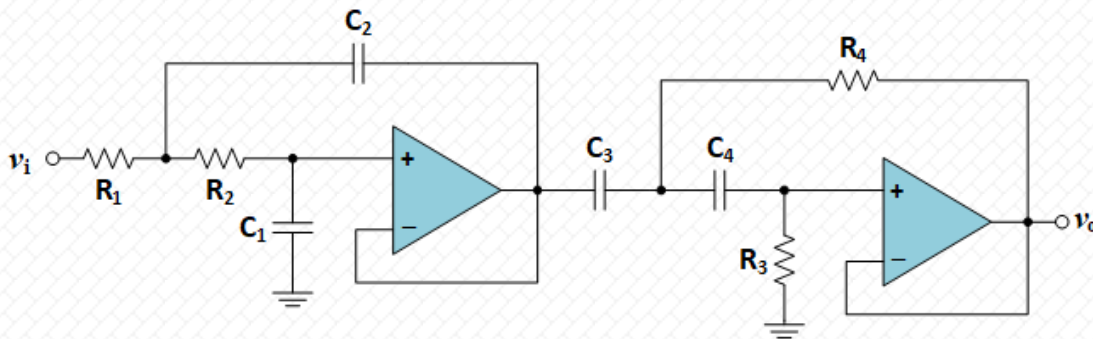 C₂
R₄
vᵢ
R₁
R₂
C₁
+
−
C₃
C₄
R₃
+
−
vₒ